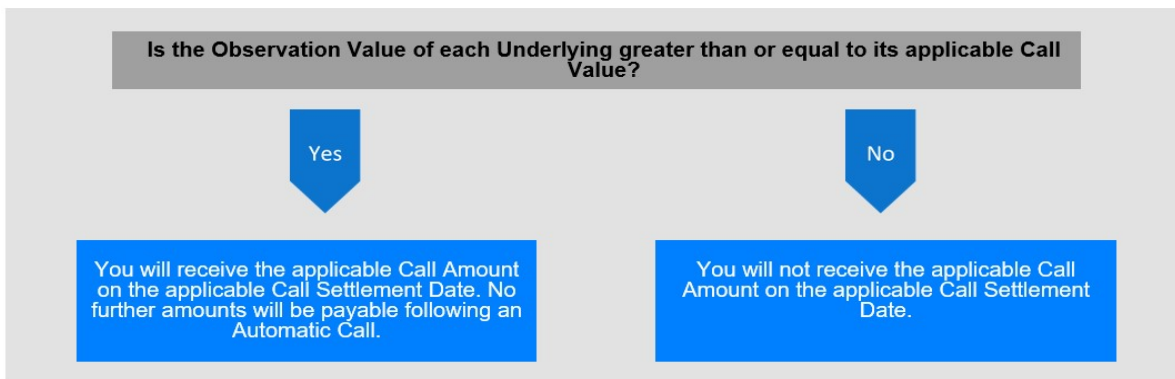 Is the Observation Value of each Underlying greater than or equal to its applicable Call
Value?
Yes
No
You will receive the applicable Call Amount
on the applicable Call Settlement Date. No
further amounts will be payable following an
Automatic Call.
You will not receive the applicable Call
Amount on the applicable Call Settlement
Date.